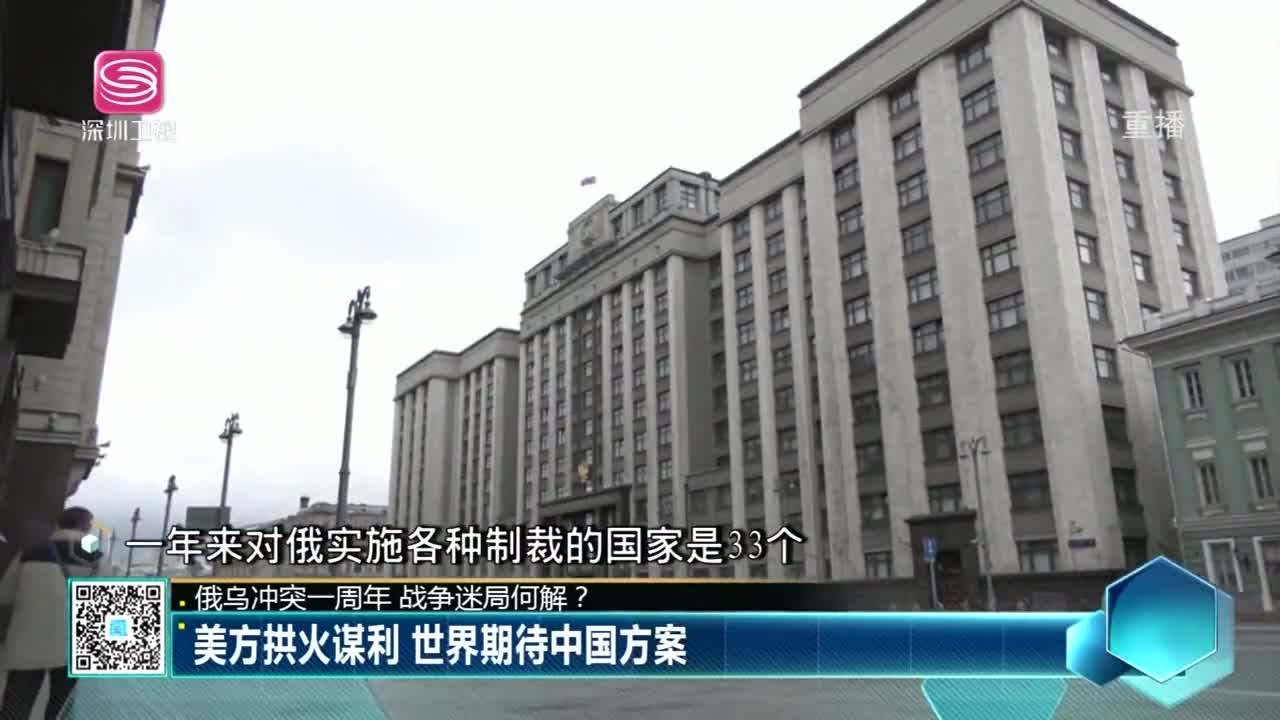 深圳卫视
重播
一年来对俄实施各种制裁的国家是33个
俄乌冲突一周年 战争迷局何解？
美方拱火谋利 世界期待中国方案